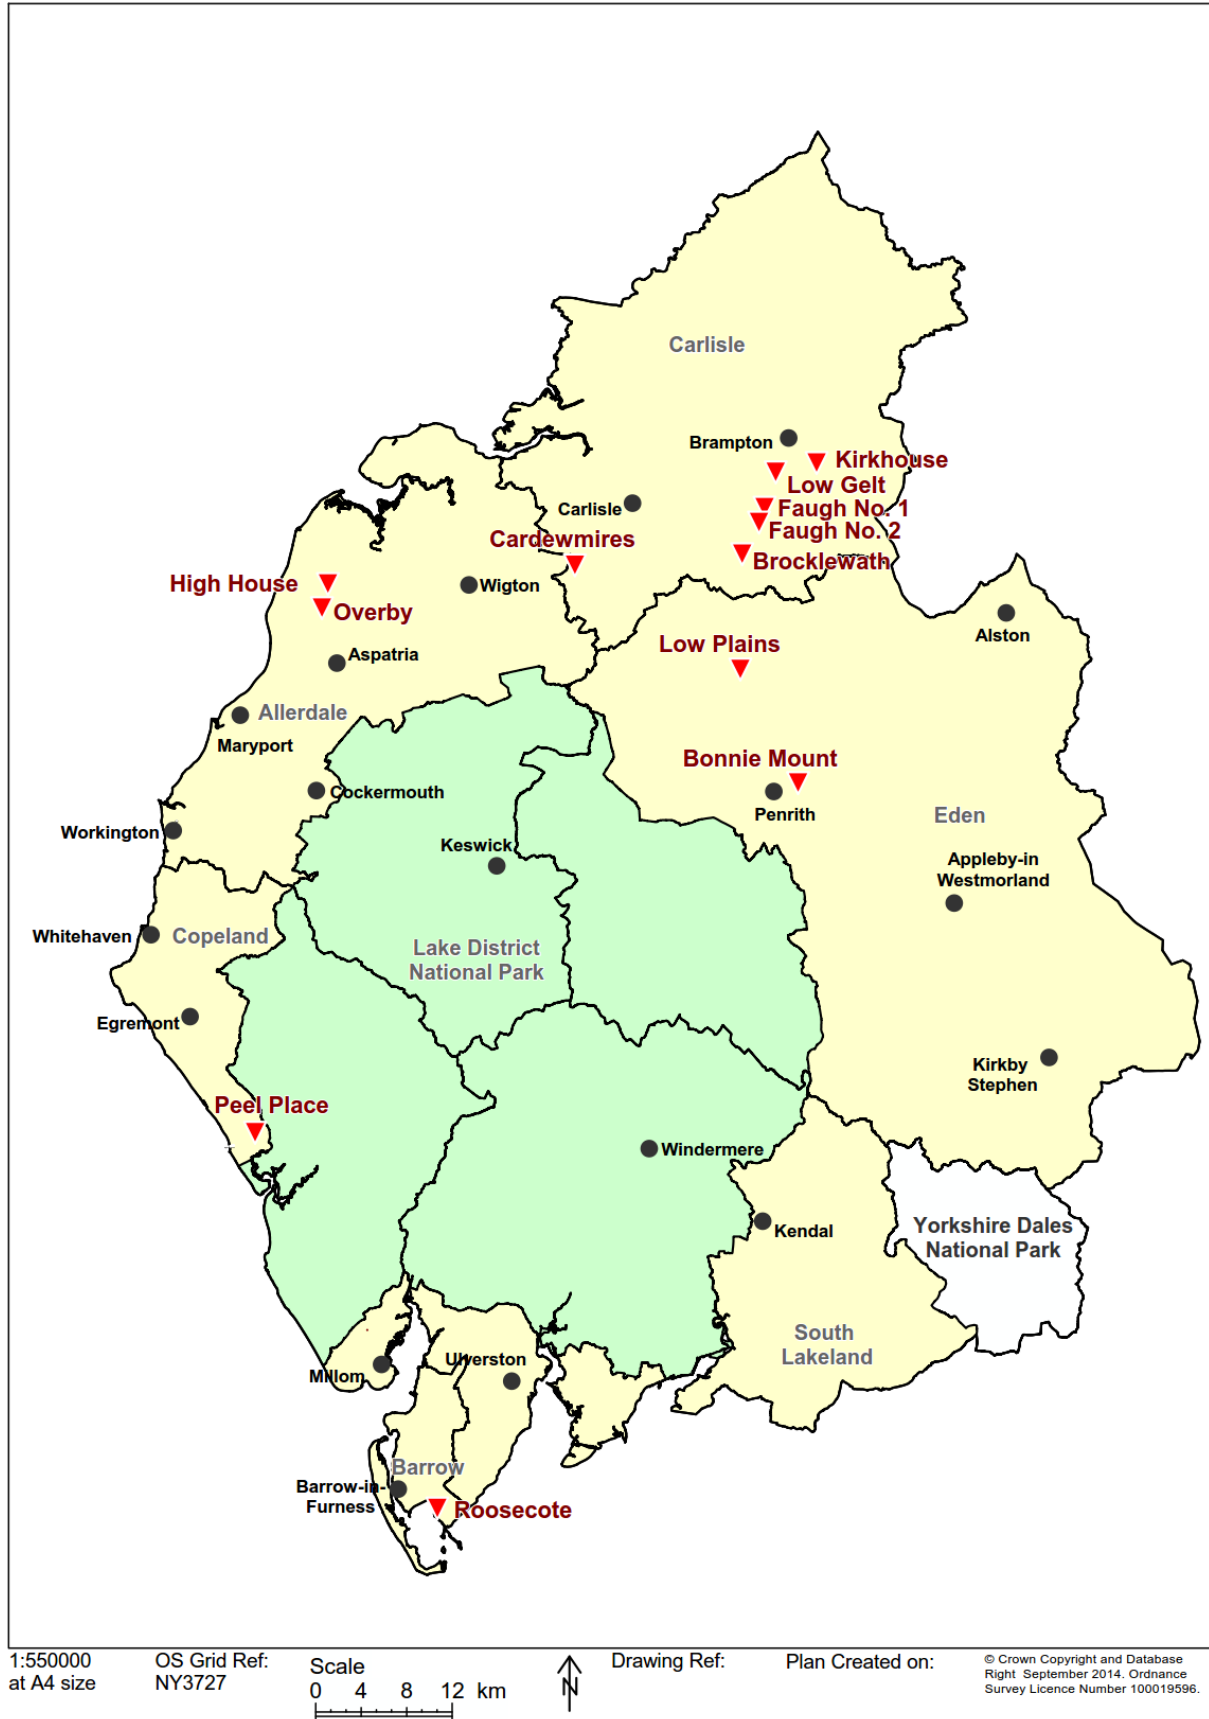 Carlisle
Brampton
Kirkhouse
Low Gelt
Carlisle
Faugh No. 1
Faugh No. 2
Cardewmires
Brocklewath
High House
Wigton
Overby
Alston
Low Plains
Aspatria
Allerdale
Maryport
Bonnie Mount
Cockermouth
Penrith
Eden
Workington
Keswick
Appleby-in
Westmorland
Whitehaven
Copeland
Lake District
National Park
Egremont
Kirkby
Stephen
Peel Place
Windermere
Kendal
Yorkshire Dales
National Park
South
Lakeland
Ulverston
Millom
Barrow
Barrow-in-
Furness
Roosecote
1:550000
at A4 size
OS Grid Ref:
NY3727
Scale
0 4 8 12 km
N
Drawing Ref:
Plan Created on:
© Crown Copyright and Database
Right September 2014. Ordnance
Survey Licence Number 100019596.